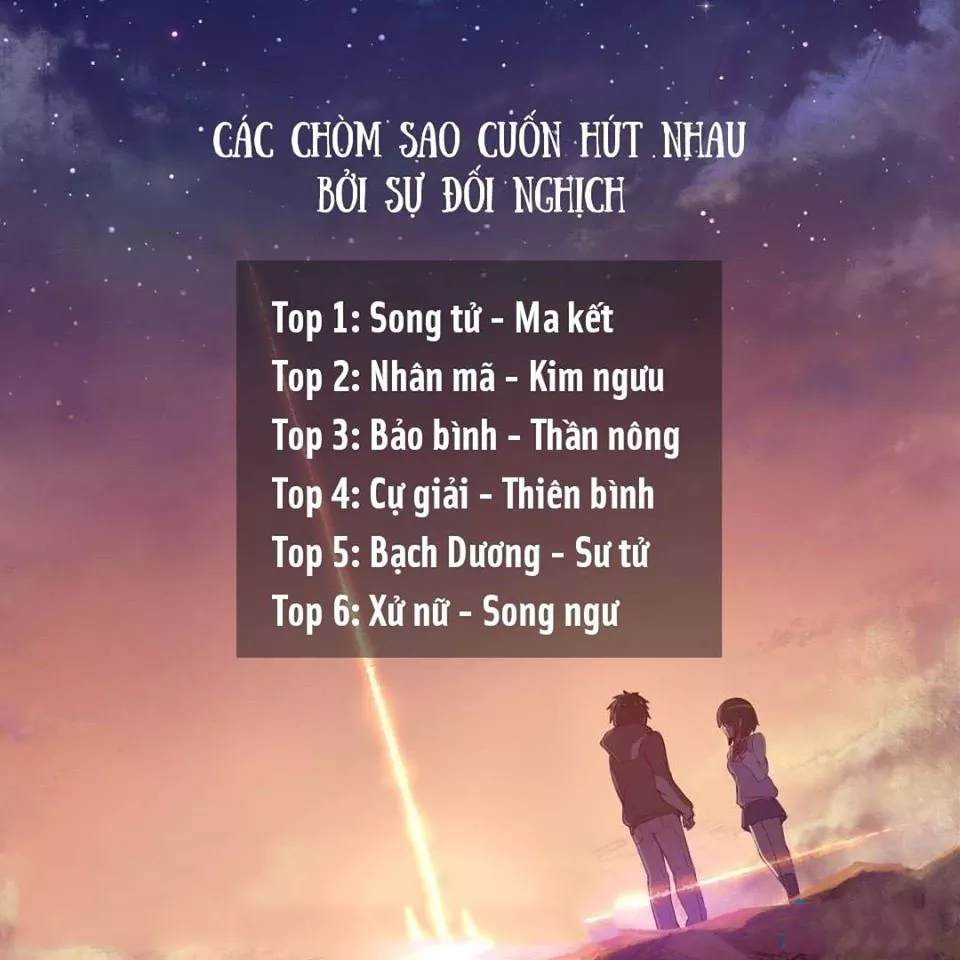 CÁC CHÒM SAO CUỐN HÚT NHAU
BỞI SỰ ĐỐI NGHỊCH
Top 1: Song tử - Ma kết
Top 2: Nhân mã - Kim ngưu
Top 3: Bảo bình - Thần nông
Top 4: Cự giải - Thiên bình
Top 5: Bạch Dương - Sư tử
Top 6: Xử nữ - Song ngư